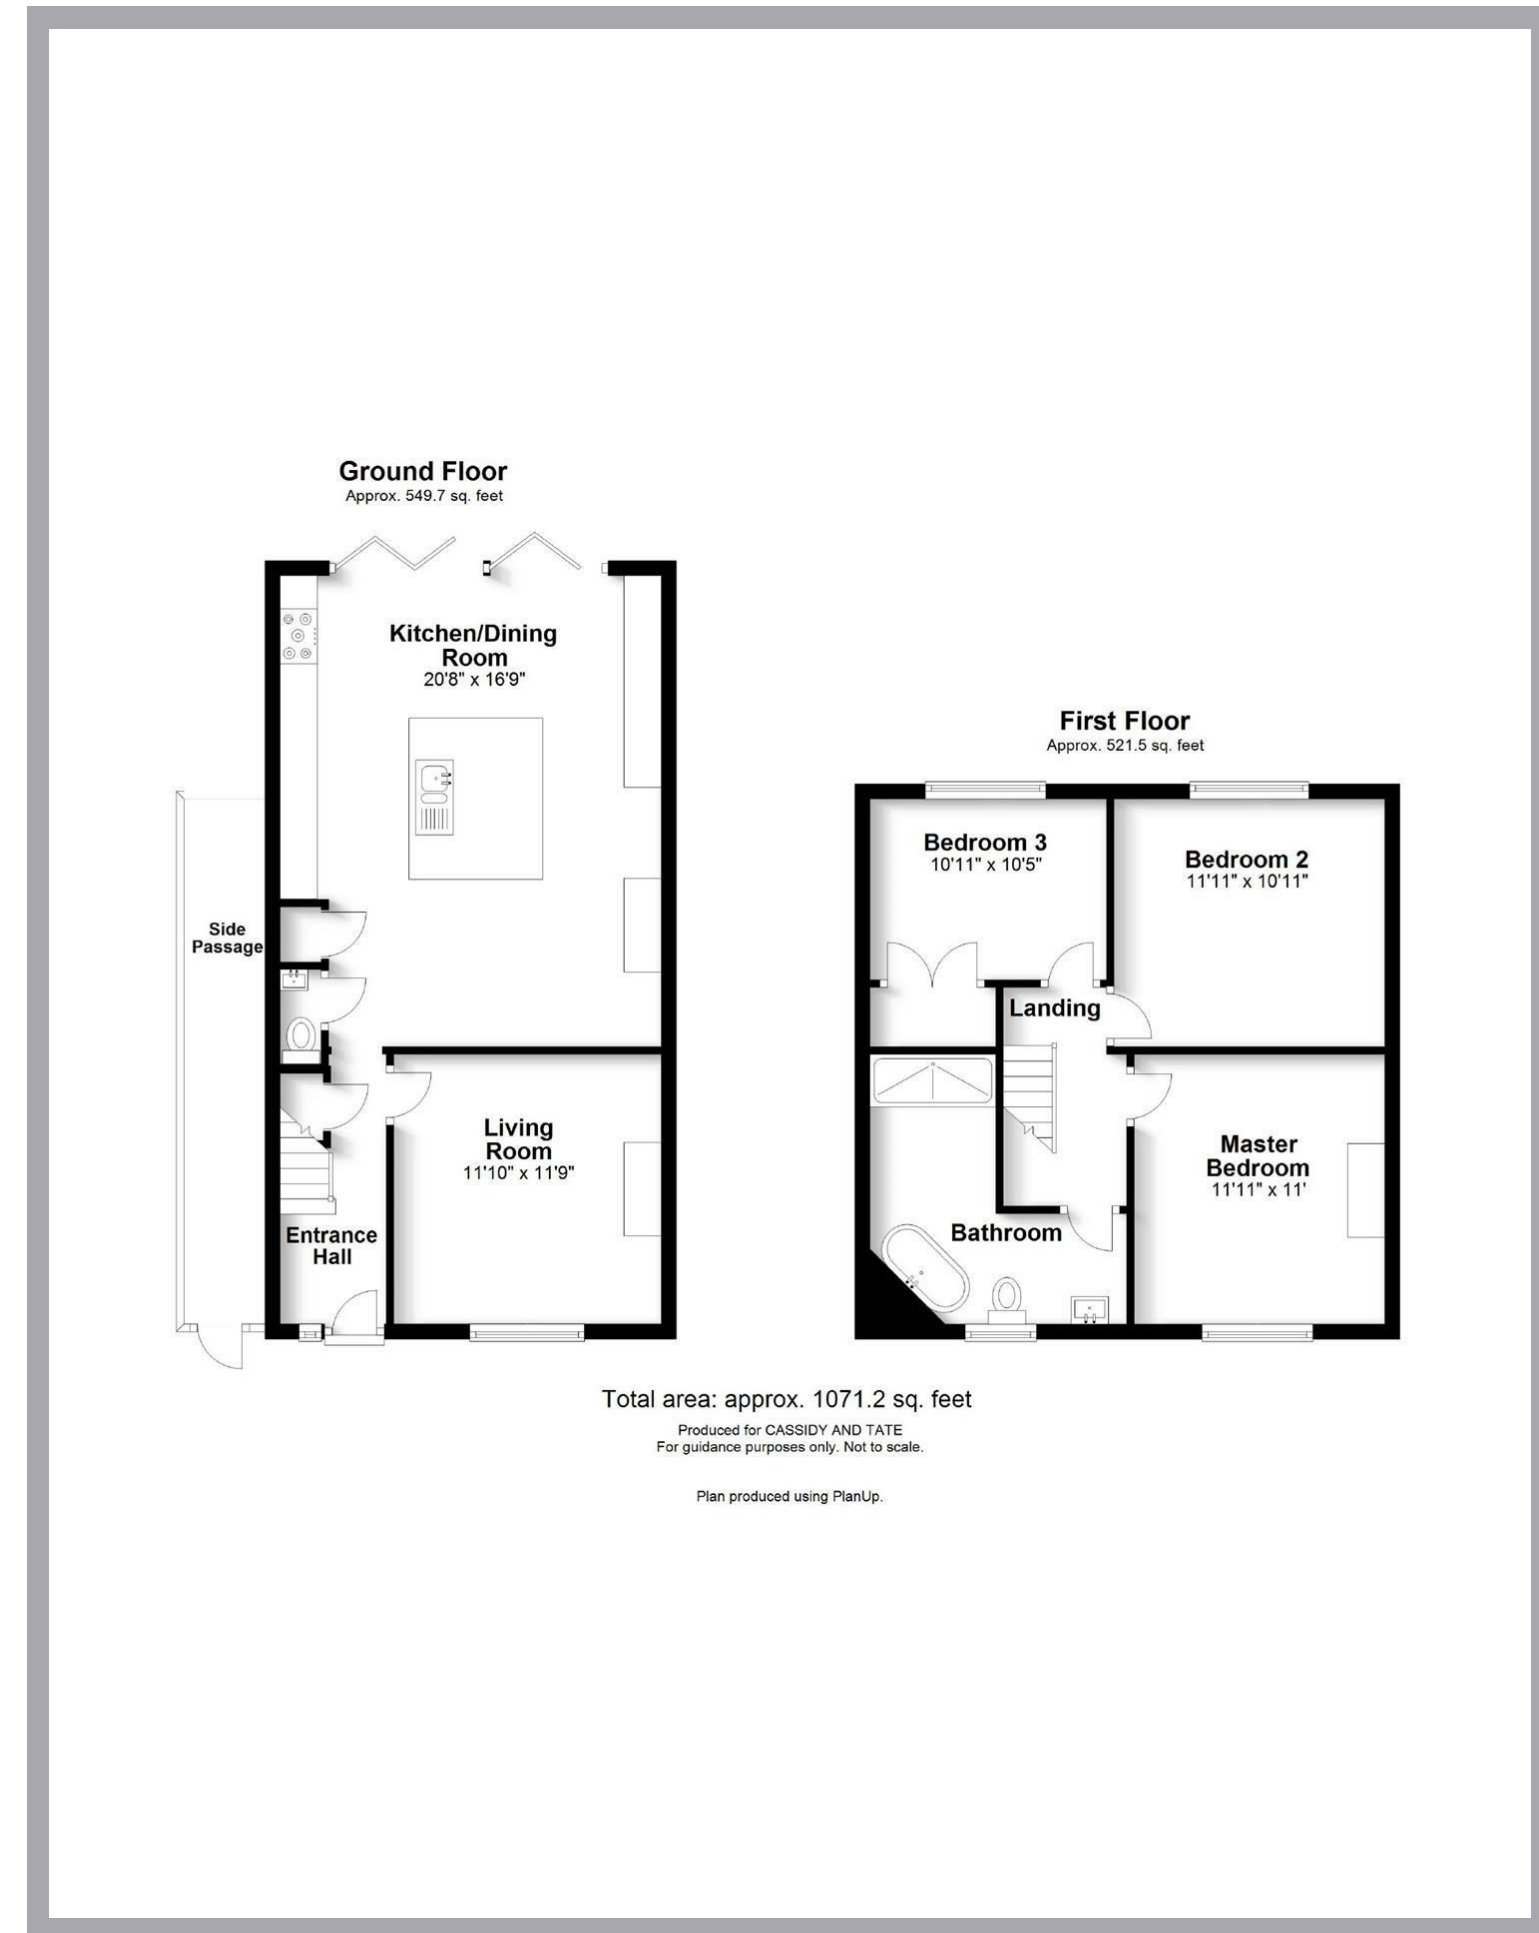 Ground Floor
Approx. 549.7 sq. feet
Kitchen/Dining
Room
20'8" x 16'9"
Side
Passage
Living
Room
11'10" x 11'9"
Entrance
Hall
First Floor
Approx. 521.5 sq. feet
Bedroom 3
10'11" x 10'5"
Bedroom 2
11'11" x 10'11"
Landing
Master
Bedroom
11'11" x 11'
Bathroom
Total area: approx. 1071.2 sq. feet
Produced for CASSIDY AND TATE
For guidance purposes only. Not to scale.
Plan produced using PlanUp.